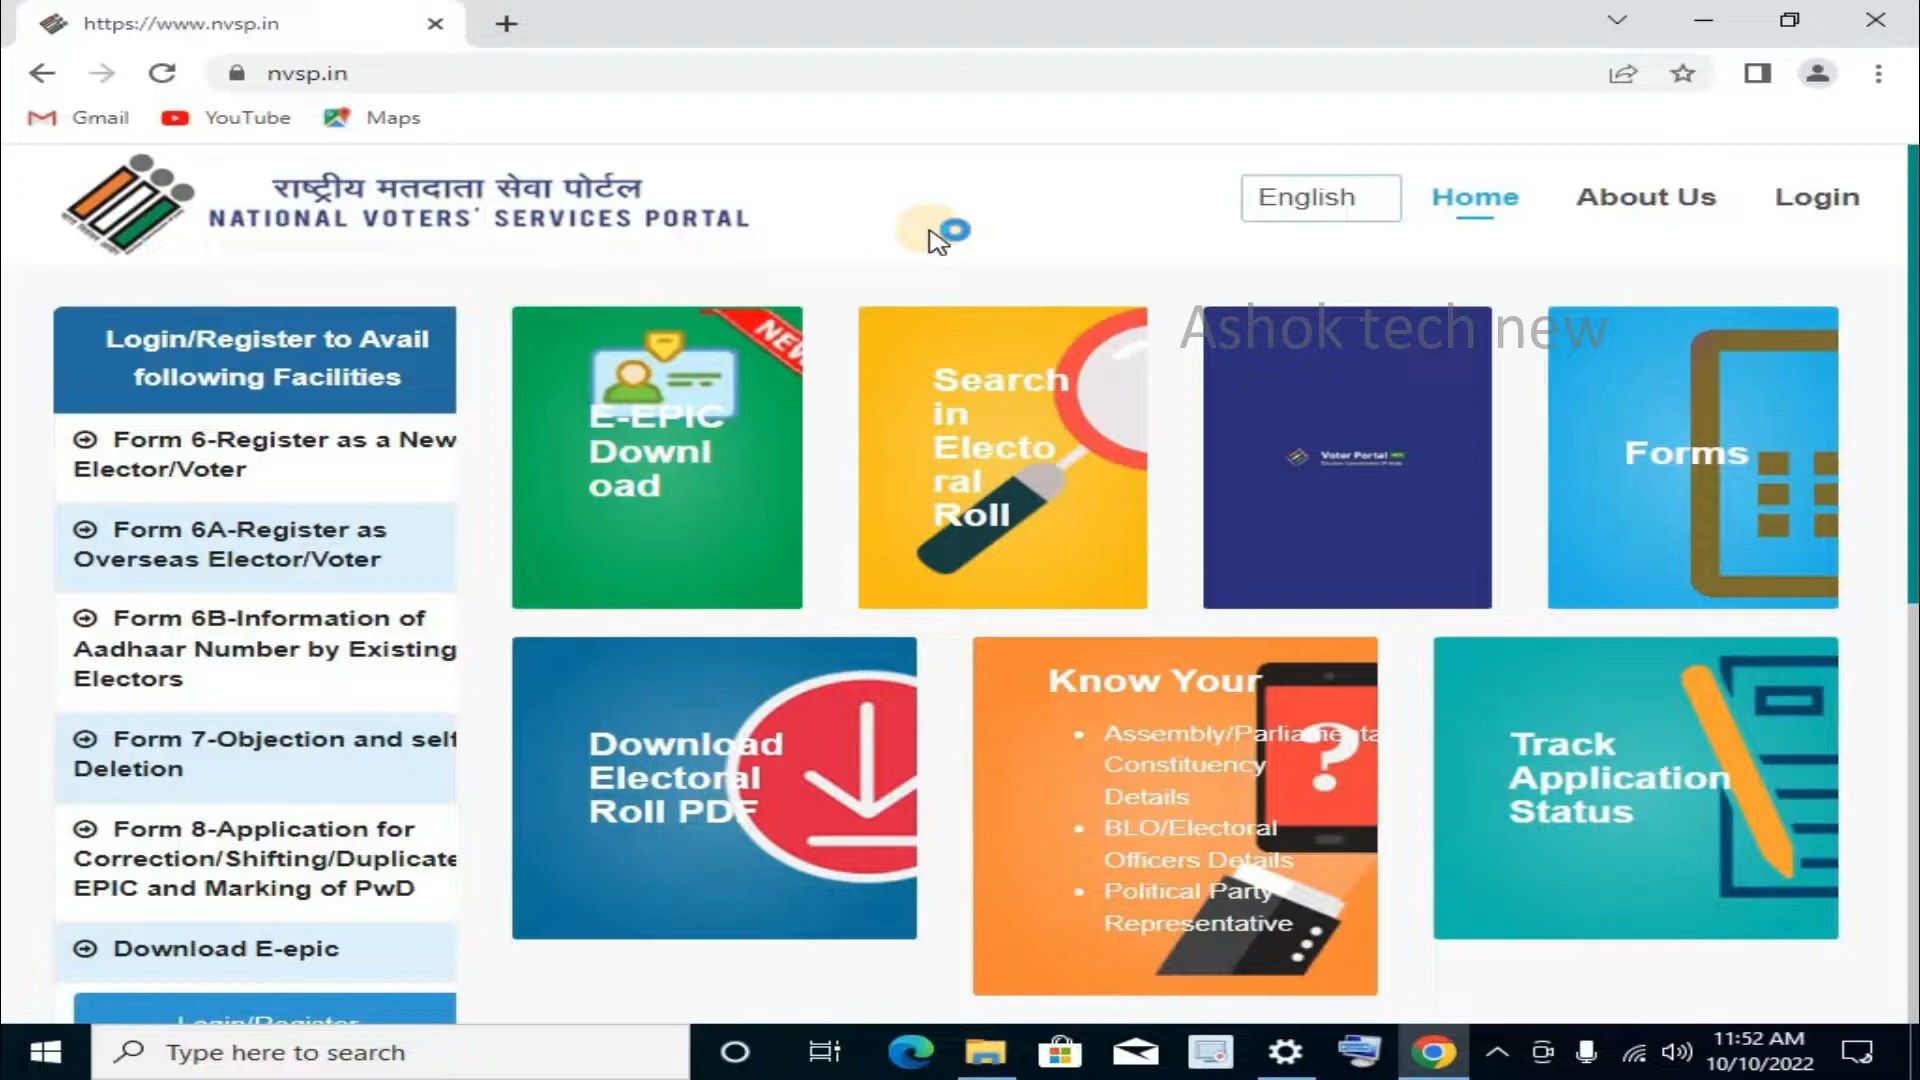 https://www.nvsp.in
nvsp.in
Gmail
YouTube
Maps
राष्ट्रीय मतदाता सेवा पोर्टल
NATIONAL VOTERS' SERVICES PORTAL
English
Home
About Us
Login
Ashok tech new
Login/Register to Avail
following Facilities
Form 6-Register as a New
Elector/Voter
Form 6A-Register as
Overseas Elector/Voter
Form 6B-Information of
Aadhaar Number by Existing
Electors
Form 7-Objection and self
Deletion
Form 8-Application for
Correction/Shifting/Duplicate
EPIC and Marking of PwD
Download E-epic
Login/Register
NEW
E-EPIC
Downl
oad
Search
in
Electo
ral
Roll
Voter Portal
Forms
Download
Electoral
Roll PDF
Know Your
Assembly/Parliamenta
Constituency
Details
BLO/Electoral
Officers Details
Political Party
Representative
Track
Application
Status
Type here to search
11:52 AM
10/10/2022